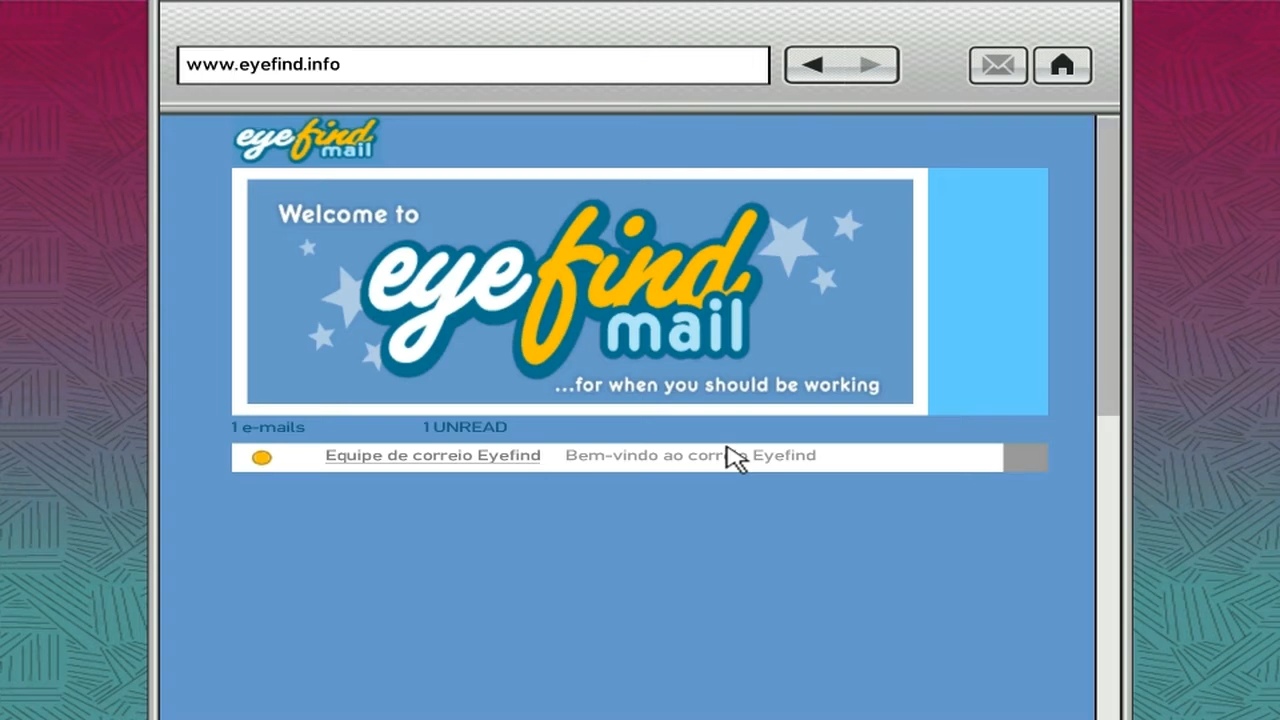 www.eyefind.info
eyefind
mail
Welcome to
eyefind
mail
...for when you should be working
1 e-mails 1 UNREAD
Equipe de correio Eyefind Bem-vindo ao correio Eyefind